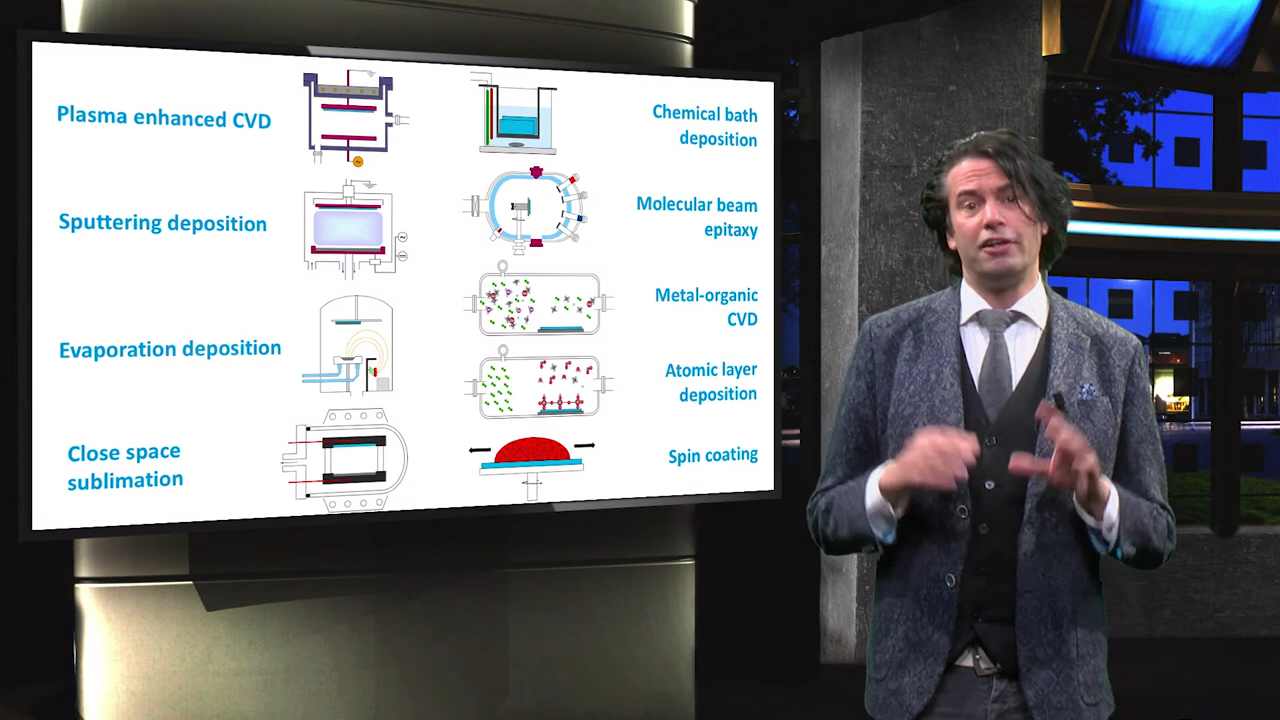 Plasma enhanced CVD
Chemical bath
deposition
Sputtering deposition
Molecular beam
epitaxy
Evaporation deposition
Metal-organic
CVD
Atomic layer
deposition
Close space
sublimation
Spin coating